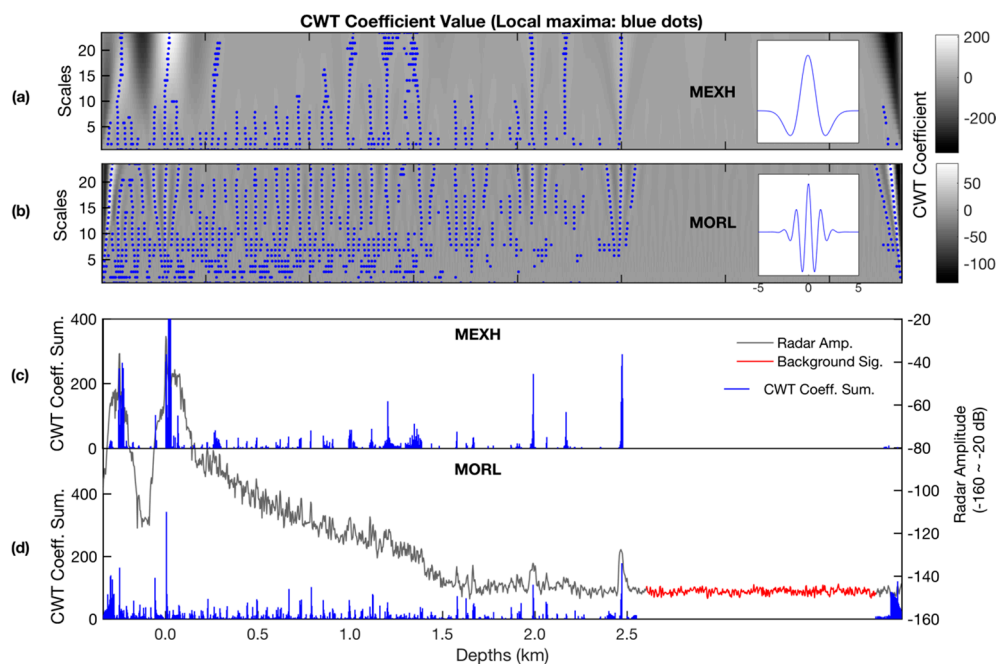 CWT Coefficient Value (Local maxima: blue dots)
(a)
Scales
20
15
10
5
MEXH
200
0
-200
(b)
Scales
20
15
10
5
MORL
-5
0
5
CWT Coefficient
50
0
-50
-100
(c)
CWT Coeff. Sum.
400
200
0
MEXH
Radar Amp.
Background Sig.
CWT Coeff. Sum.
-20
-40
-60
-80
-100
-120
-140
-160
Radar Amplitude
(-160 ~ -20 dB)
(d)
CWT Coeff. Sum.
400
200
0
MORL
0.0
0.5
1.0
1.5
2.0
2.5
Depths (km)